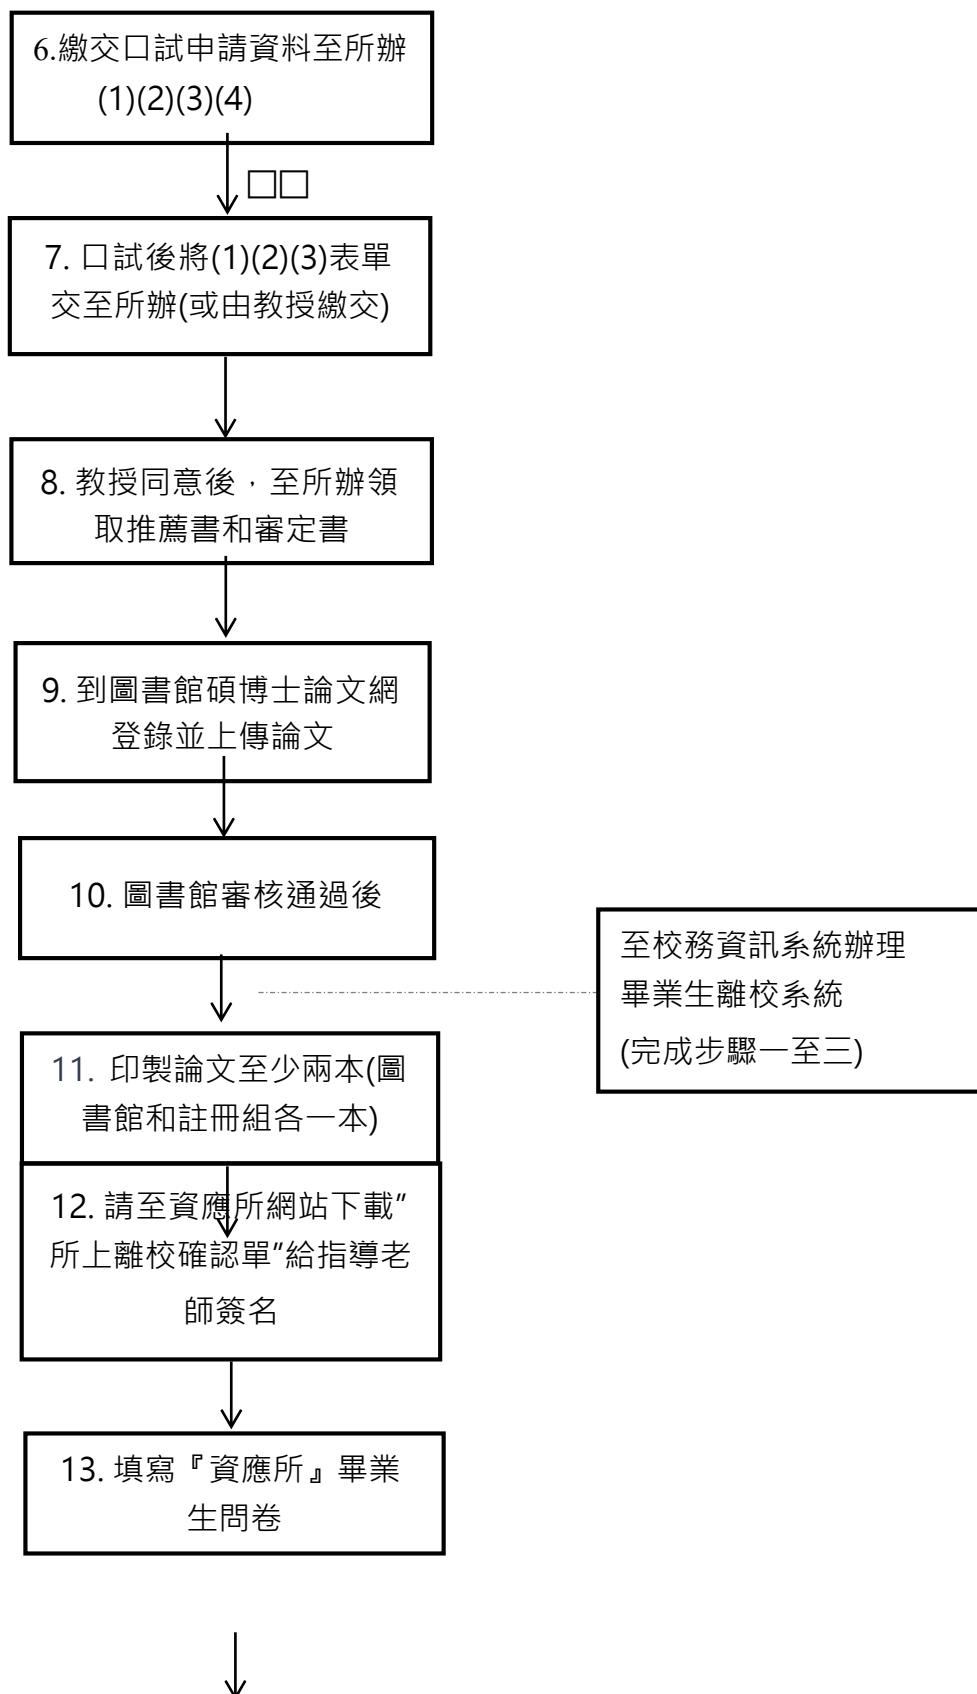 6.繳交口試申請資料至所辦
(1)(2)(3)(4)
□□
7. 口試後將(1)(2)(3)表單
交至所辦(或由教授繳交)
8. 教授同意後，至所辦領
取推薦書和審定書
9. 到圖書館碩博士論文網
登錄並上傳論文
10. 圖書館審核通過後
至校務資訊系統辦理
畢業生離校系統
(完成步驟一至三)
11. 印製論文至少兩本(圖
書館和註冊組各一本)
12. 請至資應所網站下載”
所上離校確認單”給指導老
師簽名
13. 填寫『資應所』畢業
生問卷